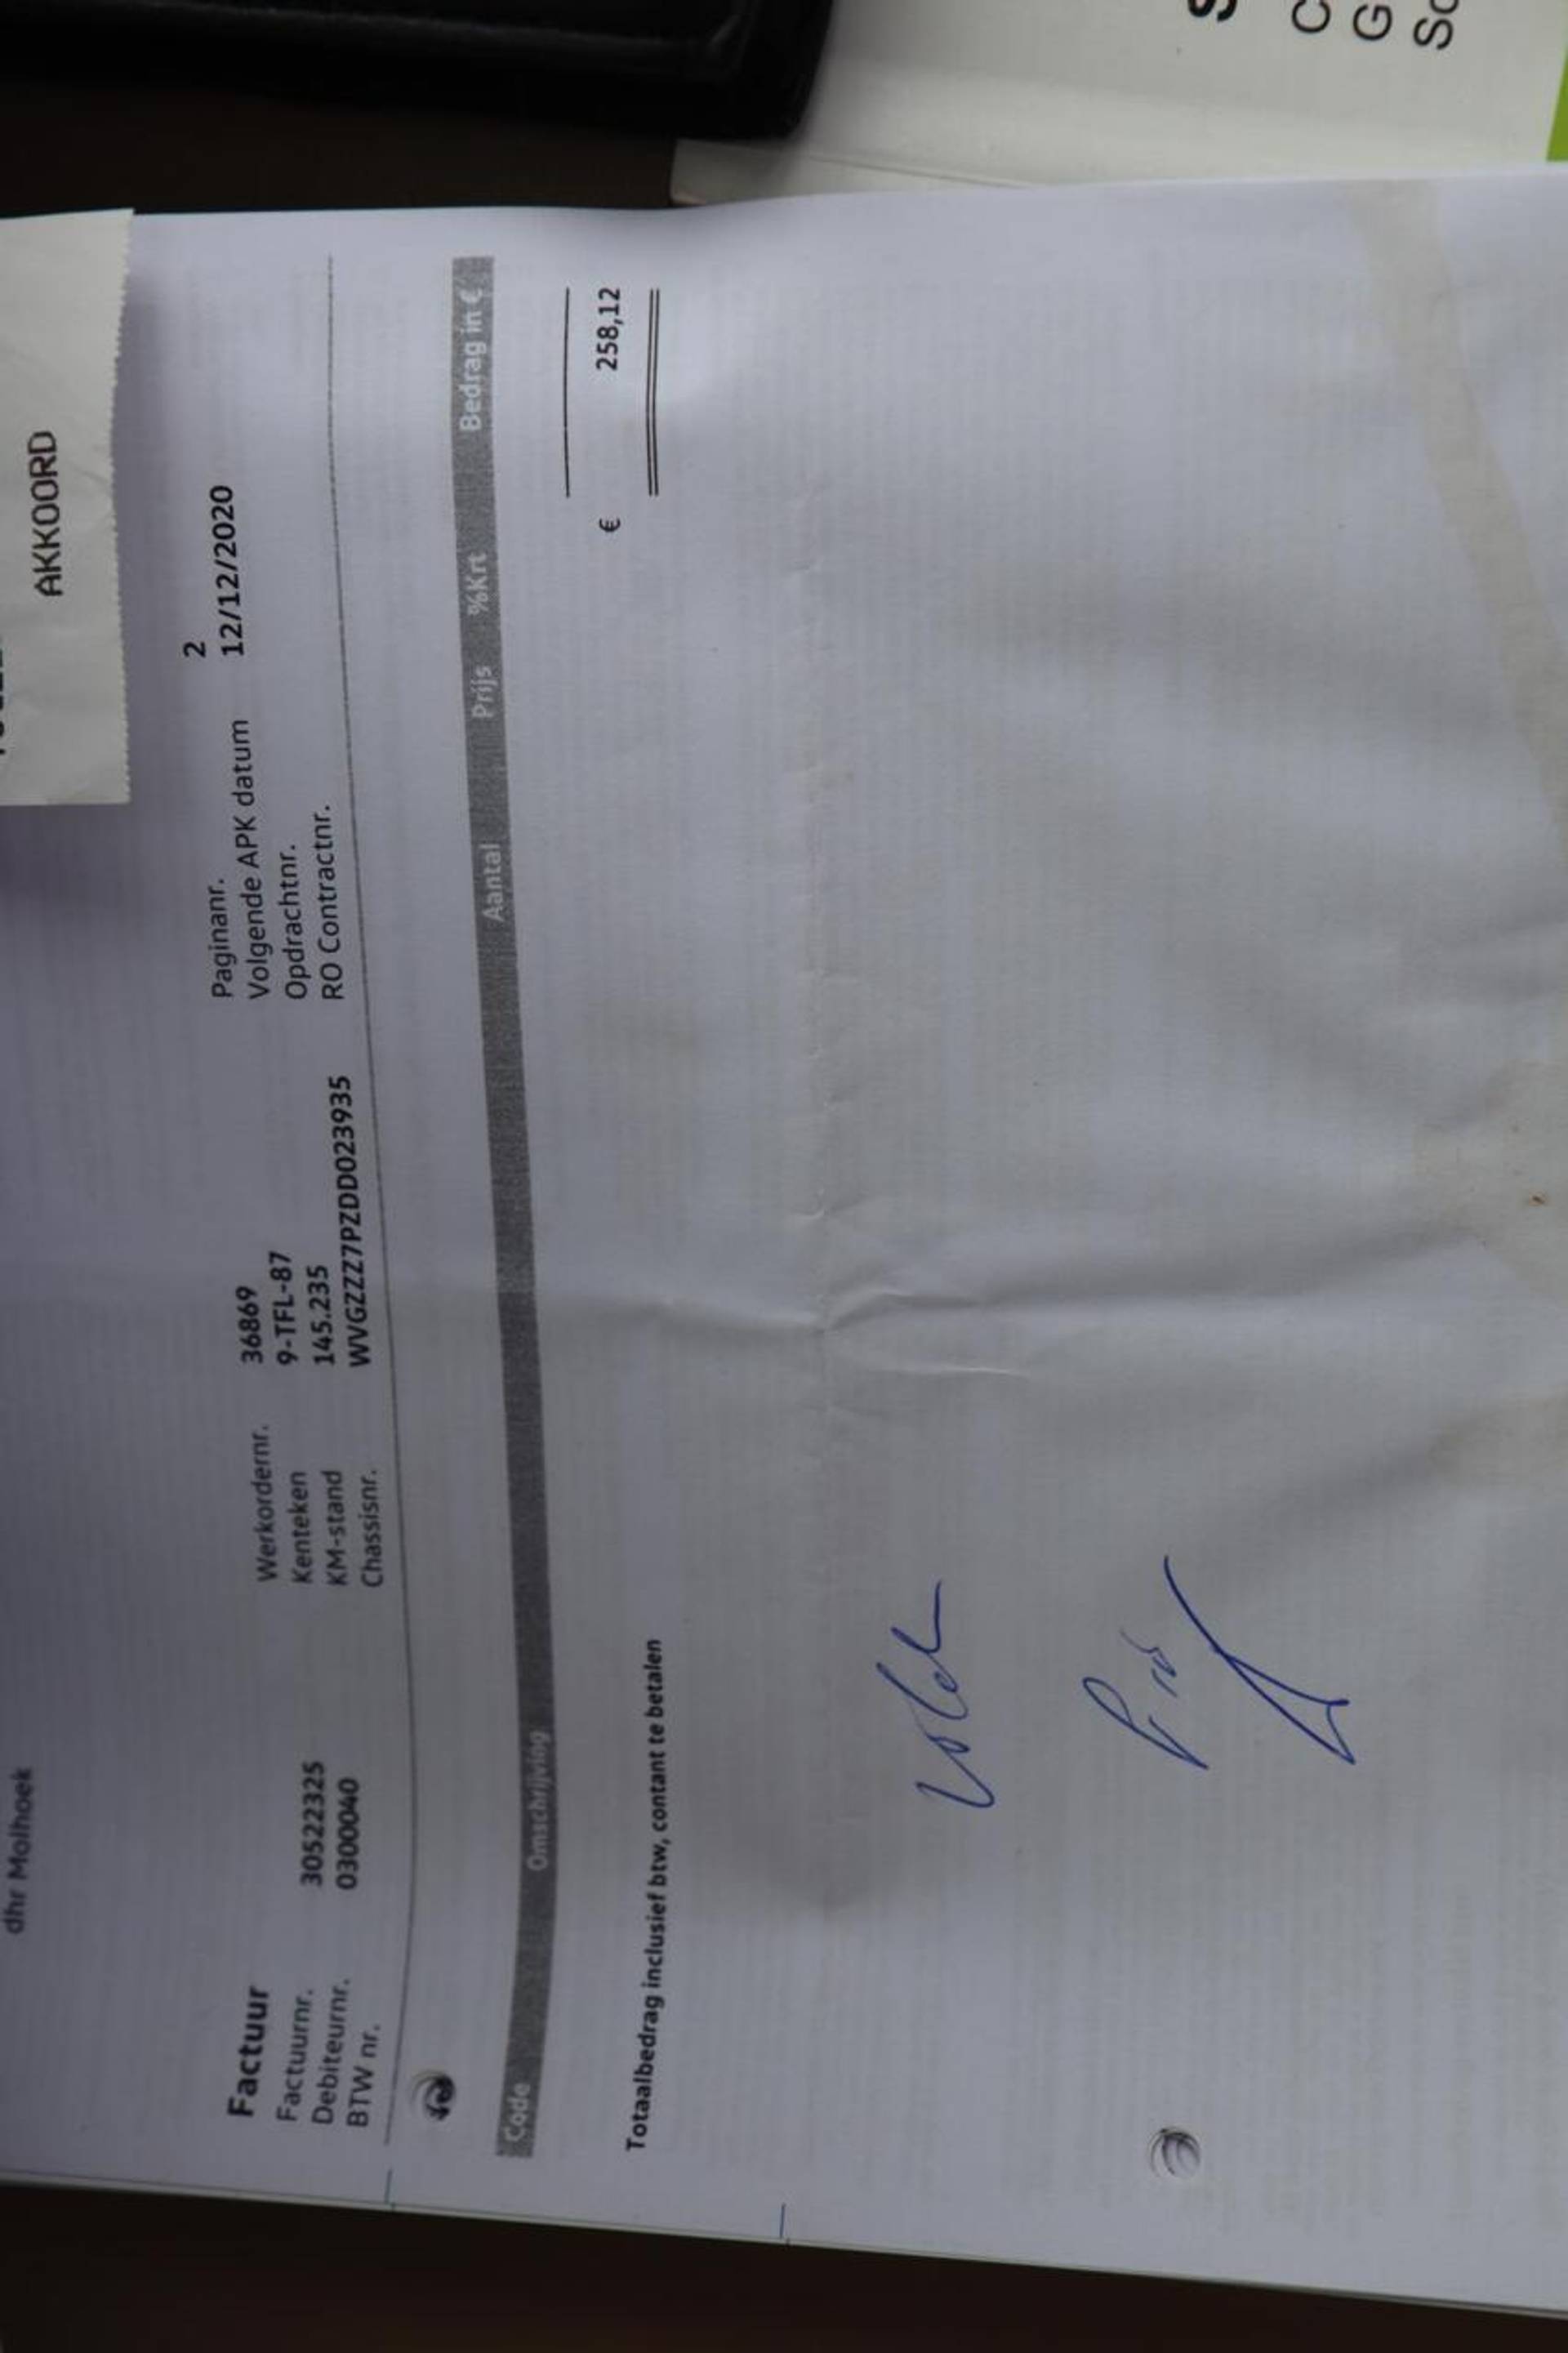 AKKOORD
dhr Molhoek
Factuur
Factuurnr. 30522325
Debiteurnr. 0300040
BTW nr.
Werkordernr. 36869
Kenteken 9-TFL-87
KM-stand 145.235
Chassisnr. WVGZZZ7PZDD023935
Paginanr. 2
Volgende APK datum 12/12/2020
Opdrachtnr.
RO Contractnr.
Code Omschrijving Aantal Prijs %Krt Bedrag in €
Totaalbedrag inclusief btw, contant te betalen € 258,12